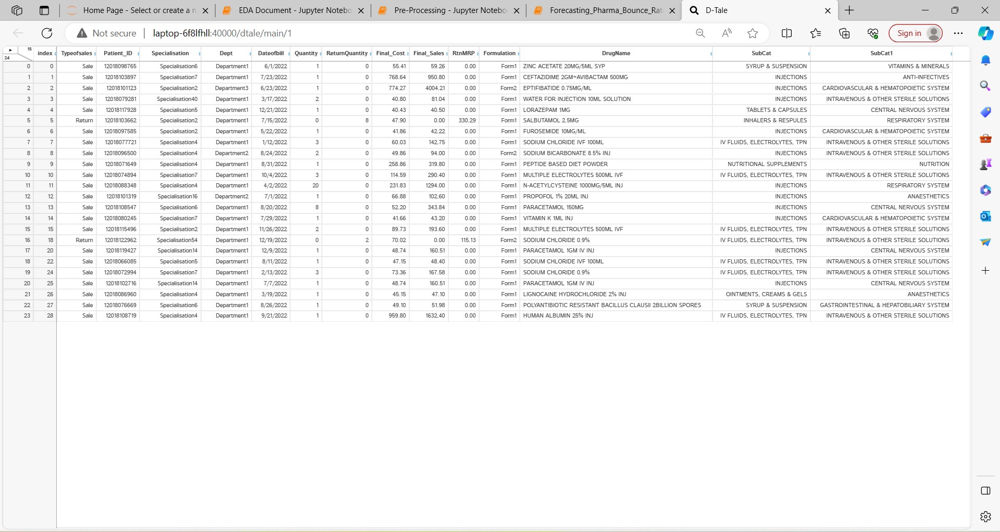 Home Page - Select or create a n
EDA Document - Jupyter Notebo
Pre-Processing - Jupyter Notebo
Forecasting_Pharma_Bounce_Rat
D-Tale
Not secure laptop-6f8lfhll:40000/dtale/main/1 Sign in
15 24 index Typeofsales Patient_ID Specialisation Dept Dateofbill Quantity ReturnQuantity Final_Cost Final_Sales RtnMRP Formulation DrugName SubCat SubCat1
0 0 Sale 12018098765 Specialisation6 Department1 6/1/2022 1 0 55.41 59.26 0.00 Form1 ZINC ACETATE 20MG/5ML SYP SYRUP & SUSPENSION VITAMINS & MINERALS
1 1 Sale 12018103897 Specialisation7 Department1 7/23/2022 1 0 768.64 950.80 0.00 Form1 CEFTAZIDIME 2GM+AVIBACTAM 500MG INJECTIONS ANTI-INFECTIVES
2 2 Sale 12018101123 Specialisation2 Department3 6/23/2022 1 0 774.27 4004.21 0.00 Form2 EPTIFIBATIDE 0.75MG/ML INJECTIONS CARDIOVASCULAR & HEMATOPOIETIC SYSTEM
3 3 Sale 12018079281 Specialisation40 Department1 3/17/2022 2 0 40.80 81.04 0.00 Form1 WATER FOR INJECTION 10ML SOLUTION INJECTIONS INTRAVENOUS & OTHER STERILE SOLUTIONS
4 4 Sale 12018117928 Specialisation5 Department1 12/21/2022 1 0 40.43 40.50 0.00 Form1 LORAZEPAM 1MG TABLETS & CAPSULES CENTRAL NERVOUS SYSTEM
5 5 Return 12018103662 Specialisation2 Department1 7/15/2022 0 8 47.90 0.00 330.29 Form1 SALBUTAMOL 2.5MG INHALERS & RESPULES RESPIRATORY SYSTEM
6 6 Sale 12018097585 Specialisation2 Department1 5/22/2022 1 0 41.86 42.22 0.00 Form1 FUROSEMIDE 10MG/ML INJECTIONS CARDIOVASCULAR & HEMATOPOIETIC SYSTEM
7 7 Sale 12018077721 Specialisation4 Department1 1/12/2022 3 0 60.03 142.75 0.00 Form1 SODIUM CHLORIDE IVF 100ML IV FLUIDS, ELECTROLYTES, TPN INTRAVENOUS & OTHER STERILE SOLUTIONS
8 8 Sale 12018096500 Specialisation4 Department2 8/24/2022 2 0 49.86 94.00 0.00 Form2 SODIUM BICARBONATE 8.5% INJ INJECTIONS INTRAVENOUS & OTHER STERILE SOLUTIONS
9 9 Sale 12018071649 Specialisation4 Department1 8/31/2022 1 0 258.86 319.80 0.00 Form1 PEPTIDE BASED DIET POWDER NUTRITIONAL SUPPLEMENTS NUTRITION
10 10 Sale 12018074894 Specialisation7 Department1 10/4/2022 3 0 114.59 290.40 0.00 Form1 MULTIPLE ELECTROLYTES 500ML IVF IV FLUIDS, ELECTROLYTES, TPN INTRAVENOUS & OTHER STERILE SOLUTIONS
11 11 Sale 12018088348 Specialisation4 Department1 4/2/2022 20 0 231.83 1294.00 0.00 Form1 N-ACETYLCYSTEINE 1000MG/5ML INJ INJECTIONS RESPIRATORY SYSTEM
12 12 Sale 12018101319 Specialisation16 Department2 7/1/2022 1 0 66.88 102.60 0.00 Form1 PROPOFOL 1% 20ML INJ INJECTIONS ANAESTHETICS
13 13 Sale 12018108547 Specialisation6 Department1 8/20/2022 8 0 52.20 343.84 0.00 Form1 PARACETAMOL 150MG INJECTIONS CENTRAL NERVOUS SYSTEM
14 14 Sale 12018080245 Specialisation7 Department1 7/29/2022 1 0 41.66 43.20 0.00 Form1 VITAMIN K 1ML INJ INJECTIONS CARDIOVASCULAR & HEMATOPOIETIC SYSTEM
15 15 Sale 12018115496 Specialisation2 Department1 11/26/2022 2 0 89.73 193.60 0.00 Form1 MULTIPLE ELECTROLYTES 500ML IVF IV FLUIDS, ELECTROLYTES, TPN INTRAVENOUS & OTHER STERILE SOLUTIONS
16 18 Return 12018122962 Specialisation54 Department1 12/19/2022 0 2 70.02 0.00 115.13 Form2 SODIUM CHLORIDE 0.9% IV FLUIDS, ELECTROLYTES, TPN INTRAVENOUS & OTHER STERILE SOLUTIONS
17 20 Sale 12018119427 Specialisation14 Department1 12/9/2022 1 0 48.74 160.51 0.00 Form1 PARACETAMOL 1GM IV INJ INJECTIONS CENTRAL NERVOUS SYSTEM
18 22 Sale 12018066085 Specialisation5 Department1 8/11/2022 1 0 47.15 48.40 0.00 Form1 SODIUM CHLORIDE IVF 100ML IV FLUIDS, ELECTROLYTES, TPN INTRAVENOUS & OTHER STERILE SOLUTIONS
19 24 Sale 12018072994 Specialisation7 Department1 2/13/2022 3 0 73.36 167.58 0.00 Form1 SODIUM CHLORIDE 0.9% IV FLUIDS, ELECTROLYTES, TPN INTRAVENOUS & OTHER STERILE SOLUTIONS
20 25 Sale 12018102716 Specialisation14 Department1 7/7/2022 1 0 48.74 160.51 0.00 Form1 PARACETAMOL 1GM IV INJ INJECTIONS CENTRAL NERVOUS SYSTEM
21 26 Sale 12018086960 Specialisation4 Department1 3/19/2022 1 0 45.15 47.10 0.00 Form1 LIGNOCAINE HYDROCHLORIDE 2% INJ OINTMENTS, CREAMS & GELS ANAESTHETICS
22 27 Sale 12018076669 Specialisation6 Department1 8/26/2022 1 0 49.10 51.98 0.00 Form1 POLYANTIBIOTIC RESISTANT BACILLUS CLAUSII 2BILLION SPORES SYRUP & SUSPENSION GASTROINTESTINAL & HEPATOBILIARY SYSTEM
23 28 Sale 12018108719 Specialisation4 Department1 9/21/2022 1 0 959.80 1632.40 0.00 Form1 HUMAN ALBUMIN 25% INJ IV FLUIDS, ELECTROLYTES, TPN INTRAVENOUS & OTHER STERILE SOLUTIONS